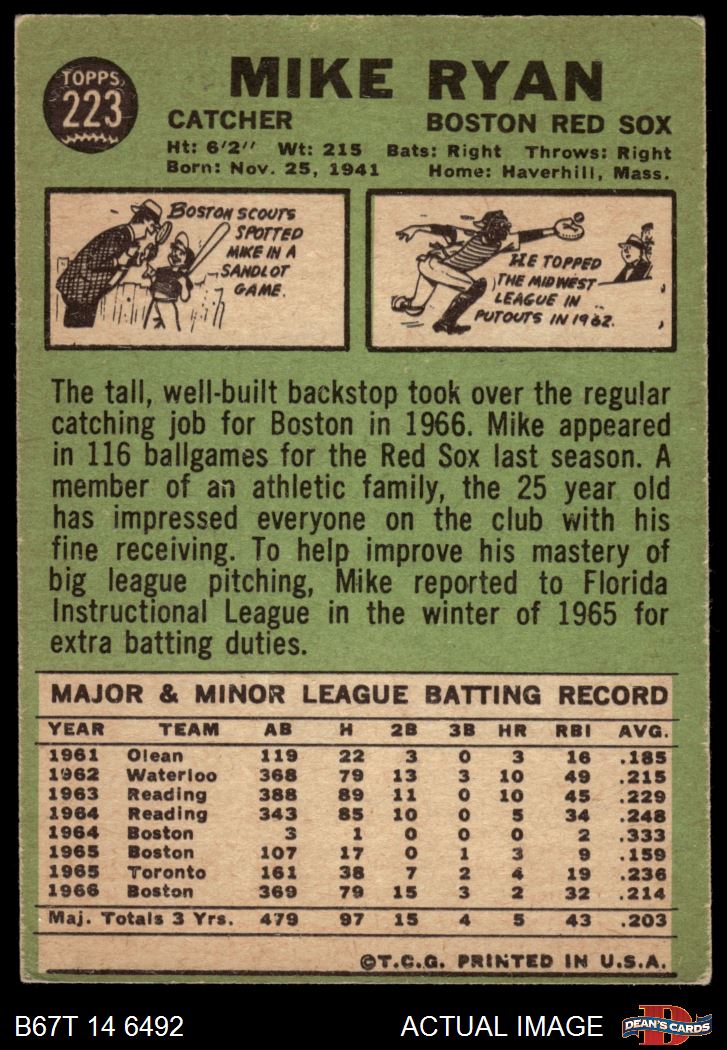 TOPPS
223
MIKE RYAN
CATCHER BOSTON RED SOX
Ht: 6'2" Wt: 215 Bats: Right Throws: Right
Born: Nov. 25, 1941 Home: Haverhill, Mass.
BOSTON SCOUTS
SPOTTED
MIKE IN A
SANDLOT
GAME.
HE TOPPED
THE MIDWEST
LEAGUE IN
PUTOUTS IN 1962.
The tall, well-built backstop took over the regular
catching job for Boston in 1966. Mike appeared
in 116 ballgames for the Red Sox last season. A
member of an athletic family, the 25 year old
has impressed everyone on the club with his
fine receiving. To help improve his mastery of
big league pitching, Mike reported to Florida
Instructional League in the winter of 1965 for
extra batting duties.
MAJOR & MINOR LEAGUE BATTING RECORD
YEAR TEAM AB H 2B 3B HR RBI AVG.
1961 Olean 119 22 3 0 3 16 .185
1962 Waterloo 368 79 13 3 10 49 .215
1963 Reading 388 89 11 0 10 45 .229
1964 Reading 343 85 10 0 5 34 .248
1964 Boston 3 1 0 0 0 2 .333
1965 Boston 107 17 0 1 3 9 .159
1965 Toronto 161 38 7 2 4 19 .236
1966 Boston 369 79 15 3 2 32 .214
Maj. Totals 3 Yrs. 479 97 15 4 5 43 .203
©T.C.G. PRINTED IN U.S.A.
B67T 14 6492 ACTUAL IMAGE
D
DEAN'S CARDS